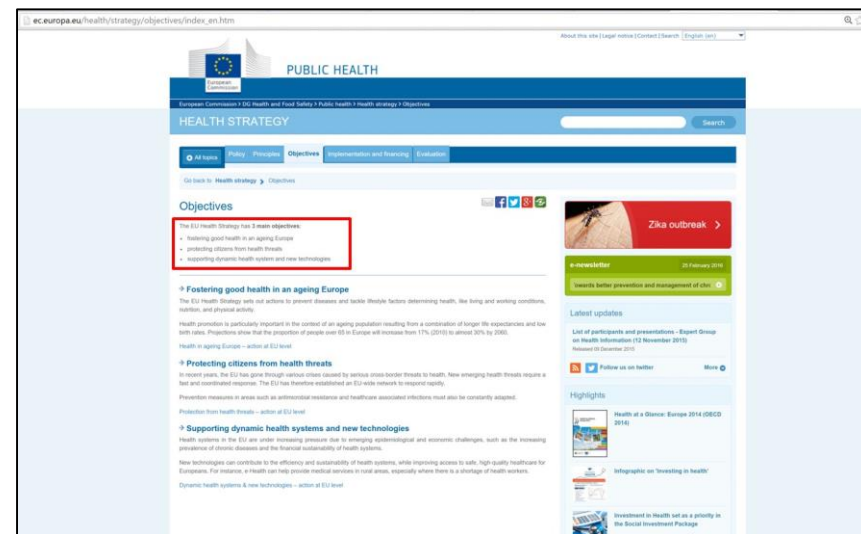 ec.europa.eu/health/strategy/objectives/index_en.htm
About this site | Legal notice | Contact | Search English (en)
European
Commission
PUBLIC HEALTH
European Commission > DG Health and Food Safety > Public health > Health strategy > Objectives
HEALTH STRATEGY
Search
All topics Policy Principles Objectives Implementation and financing Evaluation
Go back to Health strategy > Objectives
Objectives
The EU Health Strategy has 3 main objectives:
fostering good health in an ageing Europe
protecting citizens from health threats
supporting dynamic health system and new technologies
Fostering good health in an ageing Europe
The EU Health Strategy sets out actions to prevent diseases and tackle lifestyle factors determining health, like living and working conditions,
nutrition, and physical activity.
Health promotion is particularly important in the context of an ageing population resulting from a combination of longer life expectancies and low
birth rates. Projections show that the proportion of people over 65 in Europe will increase from 17% (2010) to almost 30% by 2060.
Health in ageing Europe – action at EU level
Protecting citizens from health threats
In recent years, the EU has gone through various crises caused by serious cross-border threats to health. New emerging health threats require a
fast and coordinated response. The EU has therefore established an EU-wide network to respond rapidly.
Prevention measures in areas such as antimicrobial resistance and healthcare associated infections must also be constantly adapted.
Protection from health threats – action at EU level
Supporting dynamic health systems and new technologies
Health systems in the EU are under increasing pressure due to emerging epidemiological and economic challenges, such as the increasing
prevalence of chronic diseases and the financial sustainability of health systems.
New technologies can contribute to the efficiency and sustainability of health systems, while improving access to safe, high quality healthcare for
Europeans. For instance, e-Health can help provide medical services in rural areas, especially where there is a shortage of health workers.
Dynamic health systems & new technologies – action at EU level
Zika outbreak >
e-newsletter 25 February 2016
towards better prevention and management of chr
Latest updates
List of participants and presentations - Expert Group
on Health Information (12 November 2015)
Released 03 December 2015
Follow us on twitter More
Highlights
Health at a Glance: Europe 2014 (OECD
2014)
Infographic on 'investing in health'
Investment in Health set as a priority in
the Social Investment Package